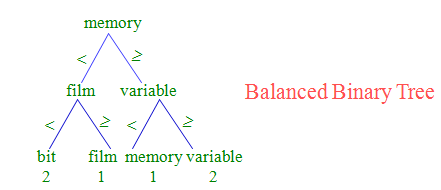 memory
< ≥
film variable
Balanced Binary Tree
< ≥ < ≥
bit film memory variable
2 1 1 2